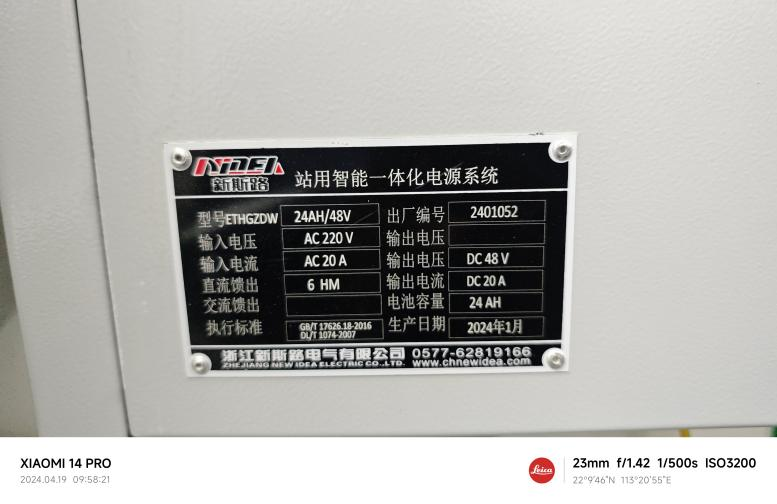 NIDEA
新斯路
站用智能一体化电源系统
型号ETHGZDW 24AH/48V 出厂编号 2401052
输入电压 AC 220 V 输出电压
输入电流 AC 20 A 输出电压 DC 48 V
直流馈出 6 HM 输出电流 DC 20 A
交流馈出 电池容量 24 AH
执行标准 GB/T 17626.18-2016 生产日期 2024年1月
DL/T 1074-2007
浙江新斯路电气有限公司 0577-62819166
ZHEJIANG NEW IDEA ELECTRIC CO.,LTD. www.chnewidea.com
XIAOMI 14 PRO
2024.04.19 09:58:21
Leica
23mm f/1.42 1/500s ISO3200
22°9'46"N 113°20'55"E